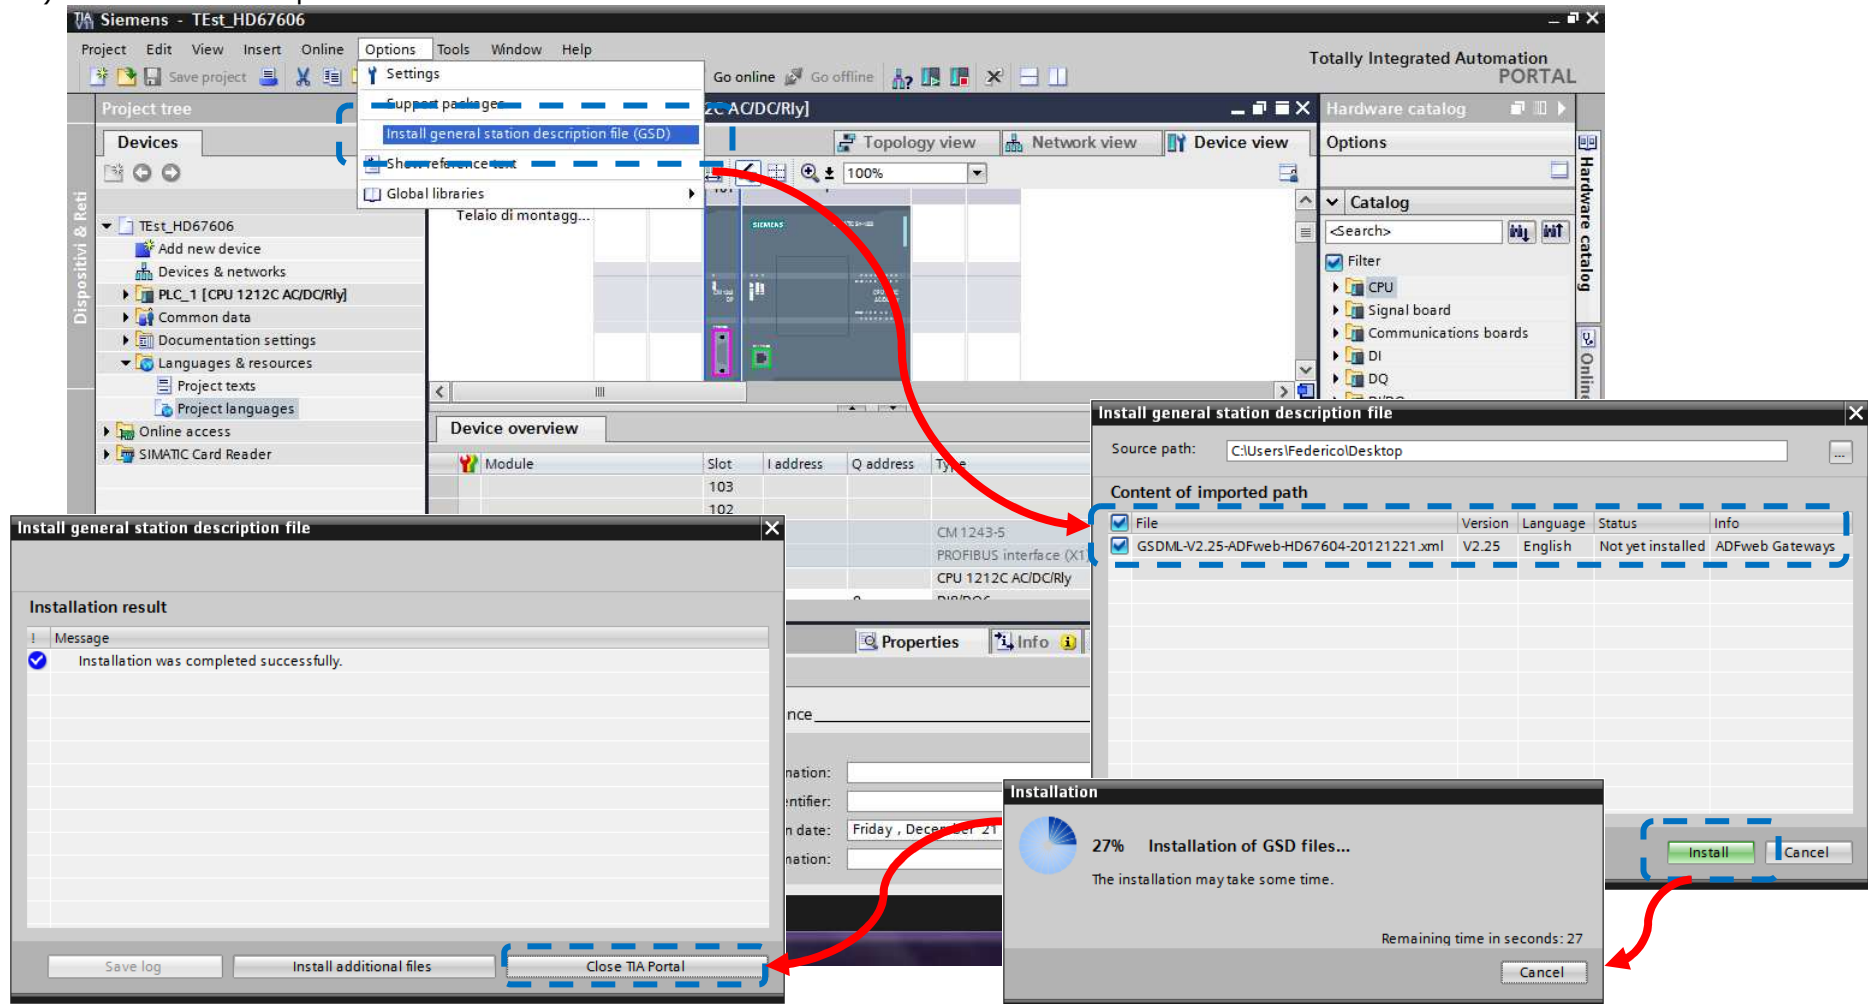 Siemens - TEst_HD67606
Project Edit View Insert Online Options Tools Window Help
Totally Integrated Automation
PORTAL
Save project
Go online Go offline
Settings
Support packages
Install general station description file (GSD)
Show reference text
Global libraries
Project tree
2C AC/DC/Rly]
Hardware catalog
Devices
Topology view Network view Device view
Options
100%
Dispositivi & Reti
Hardware catalog
Telaio di montagg...
SIEMENS
Catalog
<Search>
Filter
CPU
Signal board
Communications boards
DI
DQ
TEst_HD67606
Add new device
Devices & networks
PLC_1 [CPU 1212C AC/DC/Rly]
Common data
Documentation settings
Languages & resources
Project texts
Project languages
Online access
SIMATIC Card Reader
Device overview
Module Slot I address Q address Type
103
102
CM 1243-5
PROFIBUS interface (X1)
CPU 1212C AC/DC/Rly
Properties Info
Friday, December 21
Install general station description file
Source path: C:\Users\Federico\Desktop
...
Content of imported path
File Version Language Status Info
GSDML-V2.25-ADFweb-HD67604-20121221.xml V2.25 English Not yet installed ADFweb Gateways
Install Cancel
Install general station description file
Installation result
! Message
Installation was completed successfully.
Save log Install additional files Close TIA Portal
Installation
27% Installation of GSD files...
The installation may take some time.
Remaining time in seconds: 27
Cancel